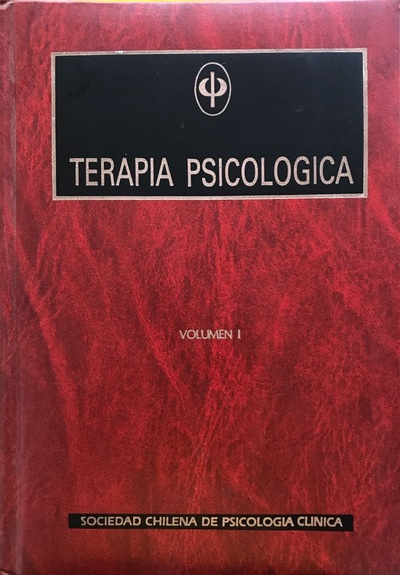 TERAPIA PSICOLOGICA
VOLUMEN I
SOCIEDAD CHILENA DE PSICOLOGIA CLINICA